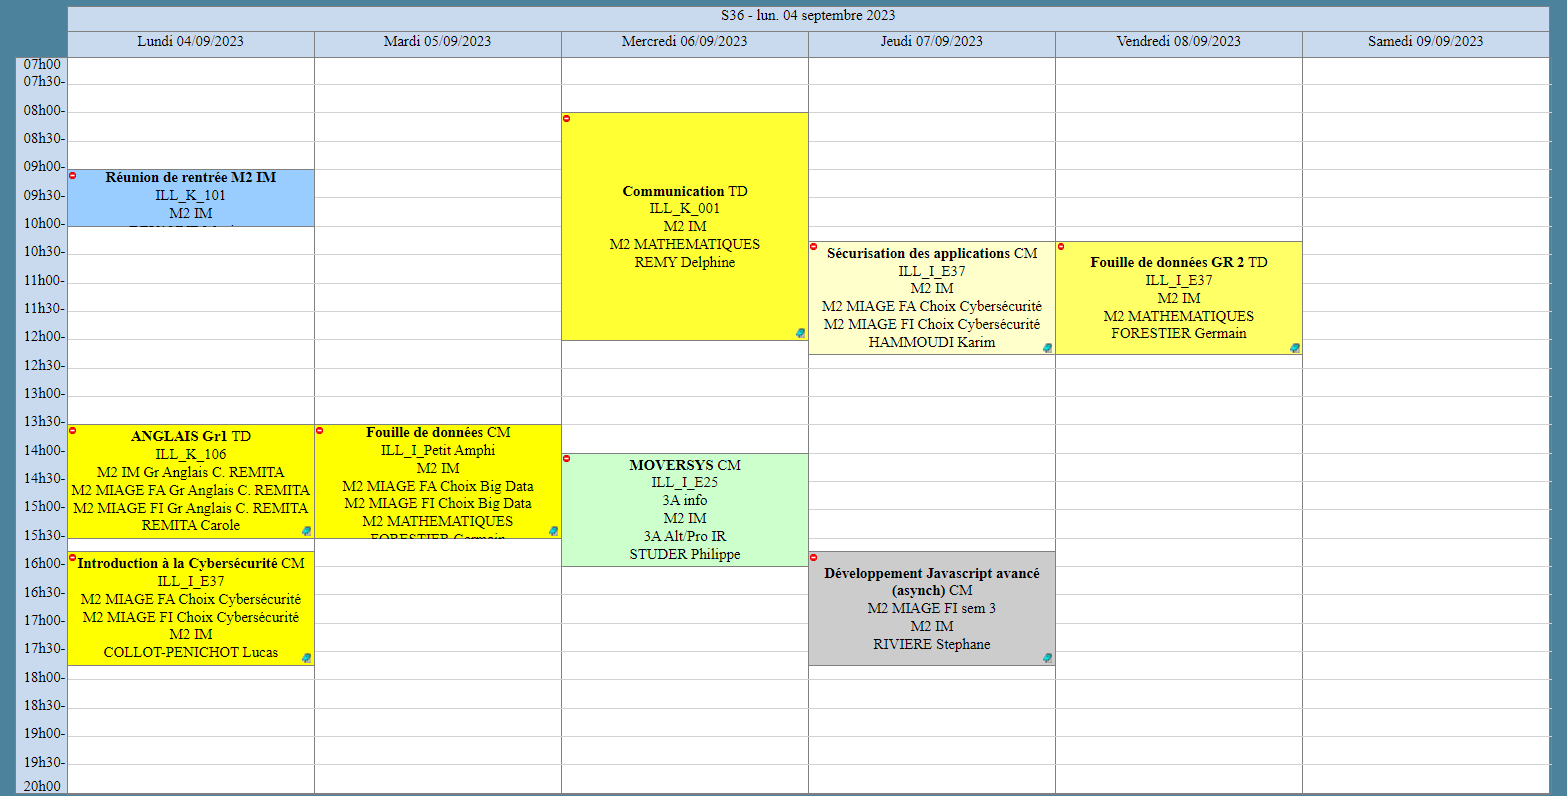 S36 - lun. 04 septembre 2023
Lundi 04/09/2023
Mardi 05/09/2023
Mercredi 06/09/2023
Jeudi 07/09/2023
Vendredi 08/09/2023
Samedi 09/09/2023
07h00
07h30-
08h00-
08h30-
09h00-
09h30-
10h00-
10h30-
11h00-
11h30-
12h00-
12h30-
13h00-
13h30-
14h00-
14h30-
15h00-
15h30-
16h00-
16h30-
17h00-
17h30-
18h00-
18h30-
19h00-
19h30-
20h00
Réunion de rentrée M2 IM
ILL_K_101
M2 IM
ANGLAIS Gr1 TD
ILL_K_106
M2 IM Gr Anglais C. REMITA
M2 MIAGE FA Gr Anglais C. REMITA
M2 MIAGE FI Gr Anglais C. REMITA
REMITA Carole
Introduction à la Cybersécurité CM
ILL_I_E37
M2 MIAGE FA Choix Cybersécurité
M2 MIAGE FI Choix Cybersécurité
M2 IM
COLLOT-PENICHOT Lucas
Fouille de données CM
ILL_I_Petit Amphi
M2 IM
M2 MIAGE FA Choix Big Data
M2 MIAGE FI Choix Big Data
M2 MATHEMATIQUES
FORESTIER Germain
Communication TD
ILL_K_001
M2 IM
M2 MATHEMATIQUES
REMY Delphine
MOVERSYS CM
ILL_I_E25
3A info
M2 IM
3A Alt/Pro IR
STUDER Philippe
Sécurisation des applications CM
ILL_I_E37
M2 IM
M2 MIAGE FA Choix Cybersécurité
M2 MIAGE FI Choix Cybersécurité
HAMMOUDI Karim
Développement Javascript avancé
(asynch) CM
M2 MIAGE FI sem 3
M2 IM
RIVIERE Stephane
Fouille de données GR 2 TD
ILL_I_E37
M2 IM
M2 MATHEMATIQUES
FORESTIER Germain